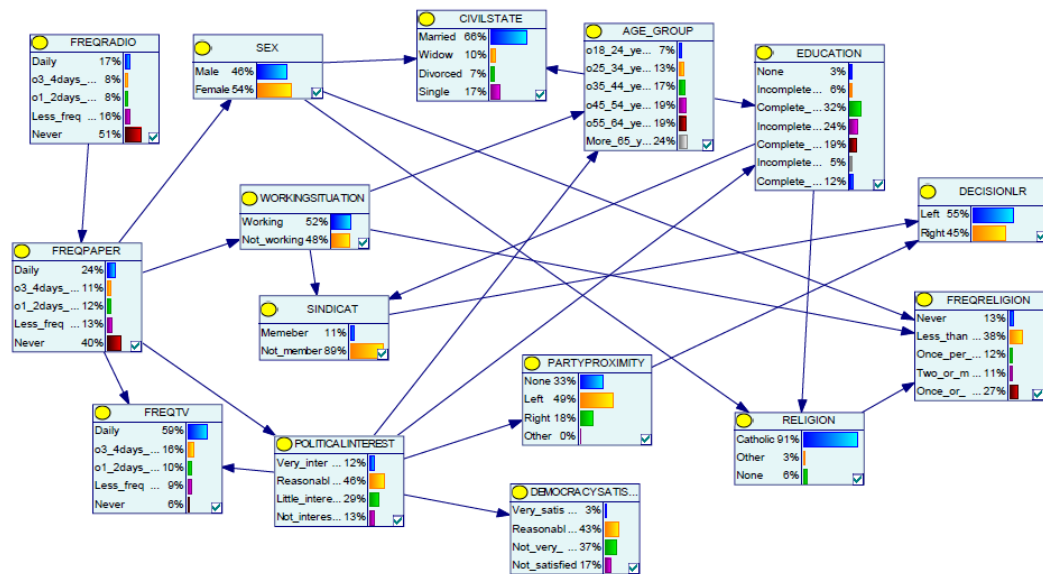 FREQRADIO
Daily 17%
o3_4days_... 8%
o1_2days_... 8%
Less_freq ... 16%
Never 51%
SEX
Male 46%
Female 54%
CIVILSTATE
Married 66%
Widow 10%
Divorced 7%
Single 17%
AGE_GROUP
o18_24_ye... 7%
o25_34_ye... 13%
o35_44_ye... 17%
o45_54_ye... 19%
o55_64_ye... 19%
More_65_y... 24%
EDUCATION
None 3%
Incomplete... 6%
Complete_... 32%
Incomplete... 24%
Complete_... 19%
Incomplete... 5%
Complete_... 12%
WORKINGSITUATION
Working 52%
Not_working 48%
DECISIONLR
Left 55%
Right 45%
FREQPAPER
Daily 24%
o3_4days_... 11%
o1_2days_... 12%
Less_freq ... 13%
Never 40%
SINDICAT
Memeber 11%
Not_member 89%
FREQRELIGION
Never 13%
Less_than ... 38%
Once_per_... 12%
Two_or_m ... 11%
Once_or_ ... 27%
PARTYPROXIMITY
None 33%
Left 49%
Right 18%
Other 0%
FREQTV
Daily 59%
o3_4days_... 16%
o1_2days_... 10%
Less_freq ... 9%
Never 6%
POLITICALINTEREST
Very_inter ... 12%
Reasonabl ... 46%
Little_intere... 29%
Not_interes... 13%
RELIGION
Catholic 91%
Other 3%
None 6%
DEMOCRACYSATIS...
Very_satis ... 3%
Reasonabl... 43%
Not_very_ ... 37%
Not_satisfied 17%